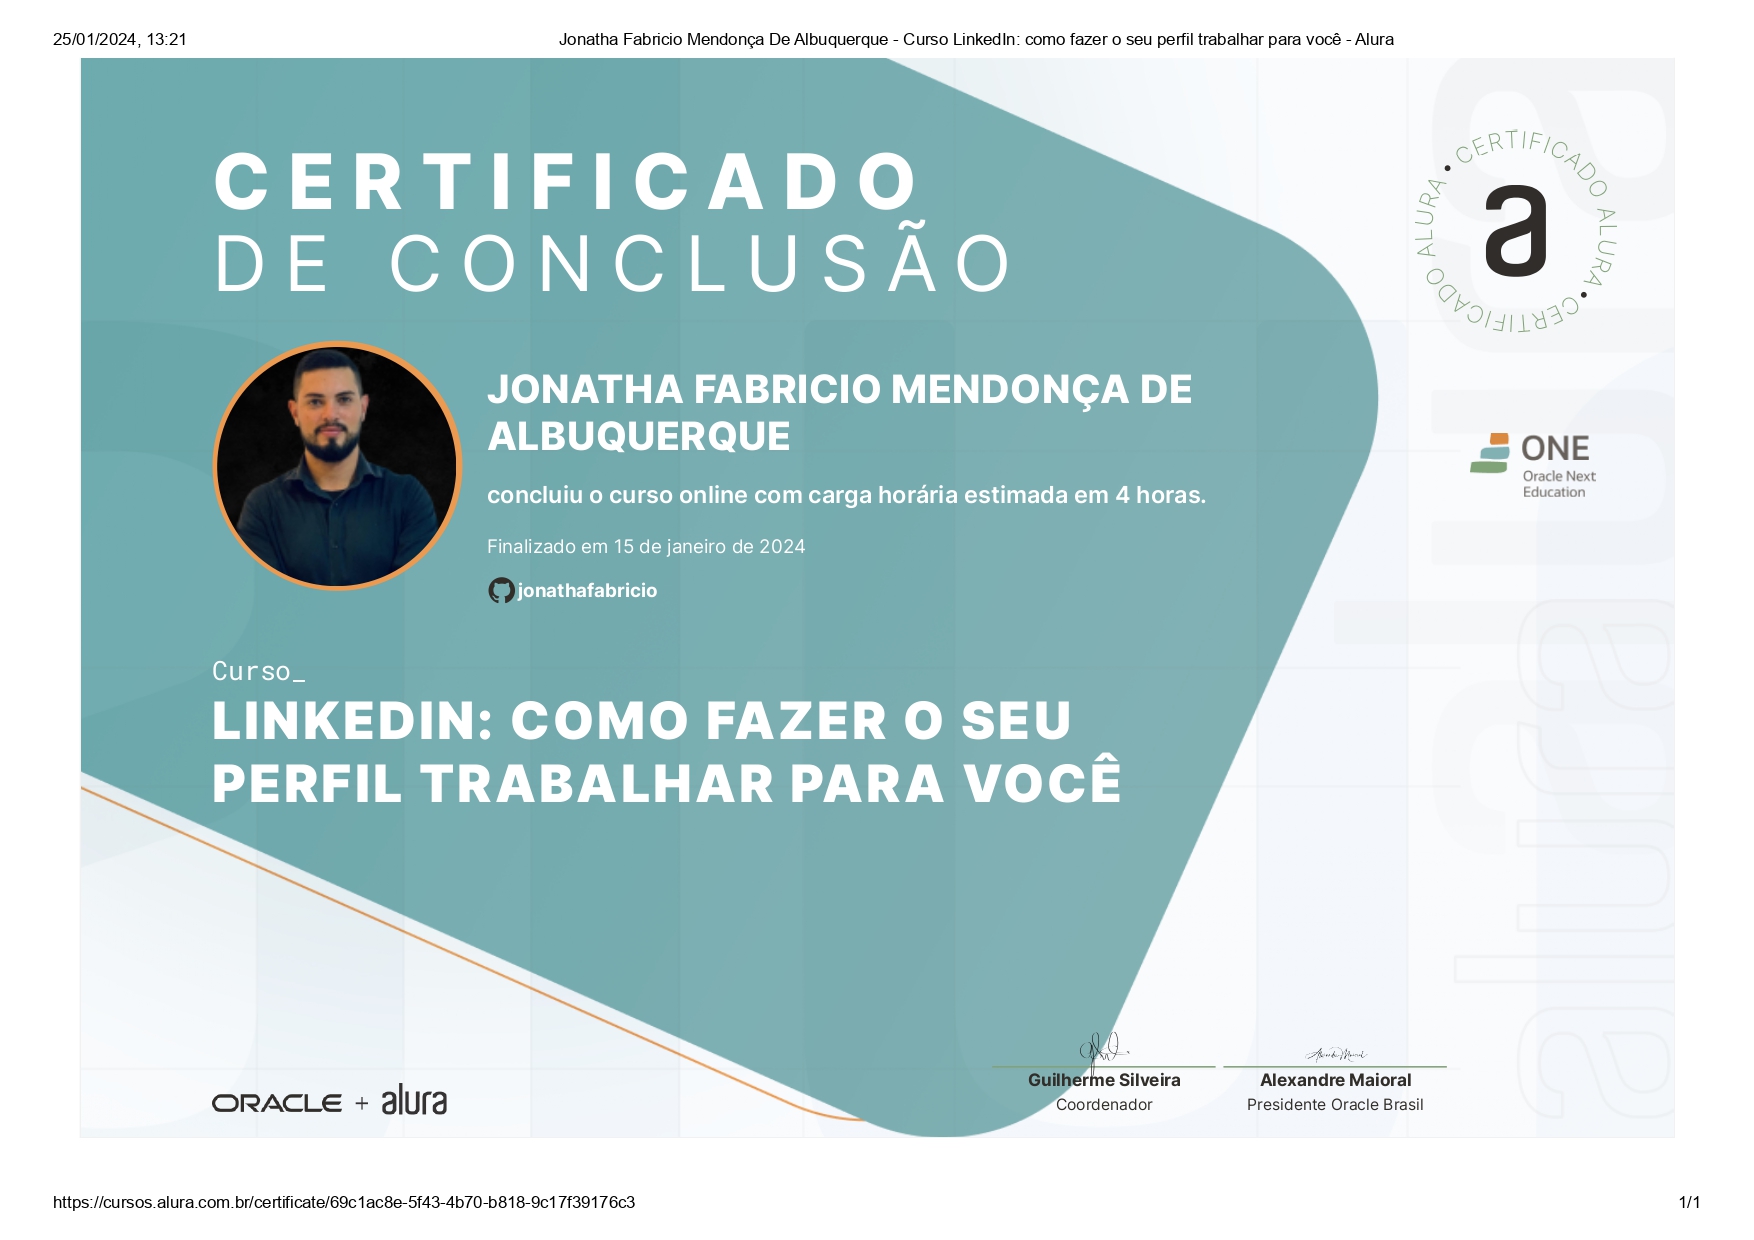 25/01/2024, 13:21
Jonatha Fabricio Mendonça De Albuquerque - Curso LinkedIn: como fazer o seu perfil trabalhar para você - Alura
CERTIFICADO
DE CONCLUSÃO
CERTIFICADO ALURA • CERTIFICADO ALURA •
a
JONATHA FABRICIO MENDONÇA DE
ALBUQUERQUE
concluiu o curso online com carga horária estimada em 4 horas.
Finalizado em 15 de janeiro de 2024
jonathafabricio
ONE
Oracle Next
Education
Curso_
LINKEDIN: COMO FAZER O SEU
PERFIL TRABALHAR PARA VOCÊ
alura
alura
ORACLE + alura
Guilherme Silveira
Coordenador
Alexandre Maioral
Presidente Oracle Brasil
https://cursos.alura.com.br/certificate/69c1ac8e-5f43-4b70-b818-9c17f39176c3
1/1